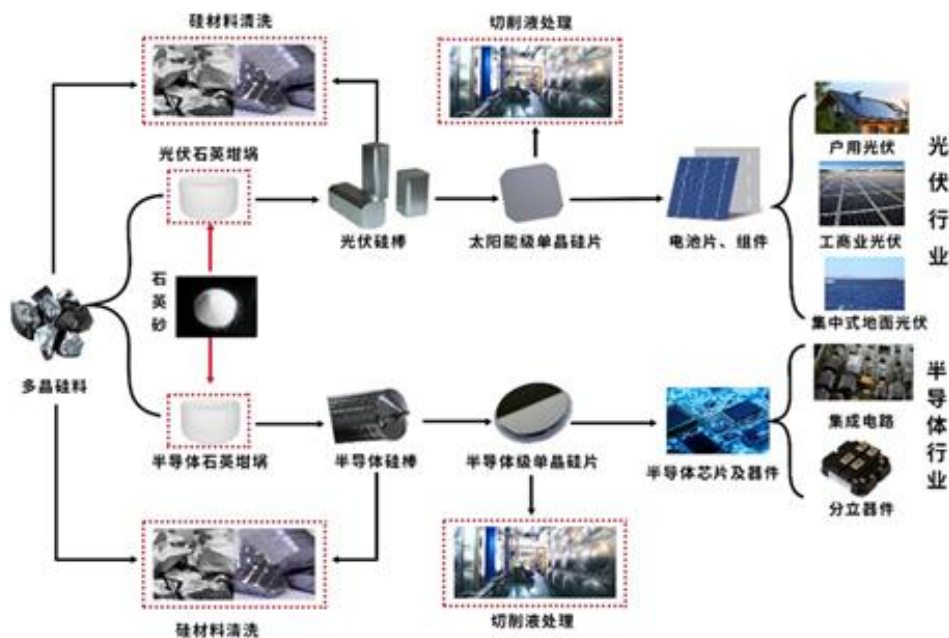 硅材料清洗
切削液处理
光伏石英坩埚
户用光伏
光伏行业
光伏硅棒
太阳能级单晶硅片
电池片、组件
工商业光伏
石英砂
集中式地面光伏
多晶硅料
半导体石英坩埚
半导体硅棒
半导体级单晶硅片
半导体芯片及器件
集成电路
半导体行业
分立器件
硅材料清洗
切削液处理